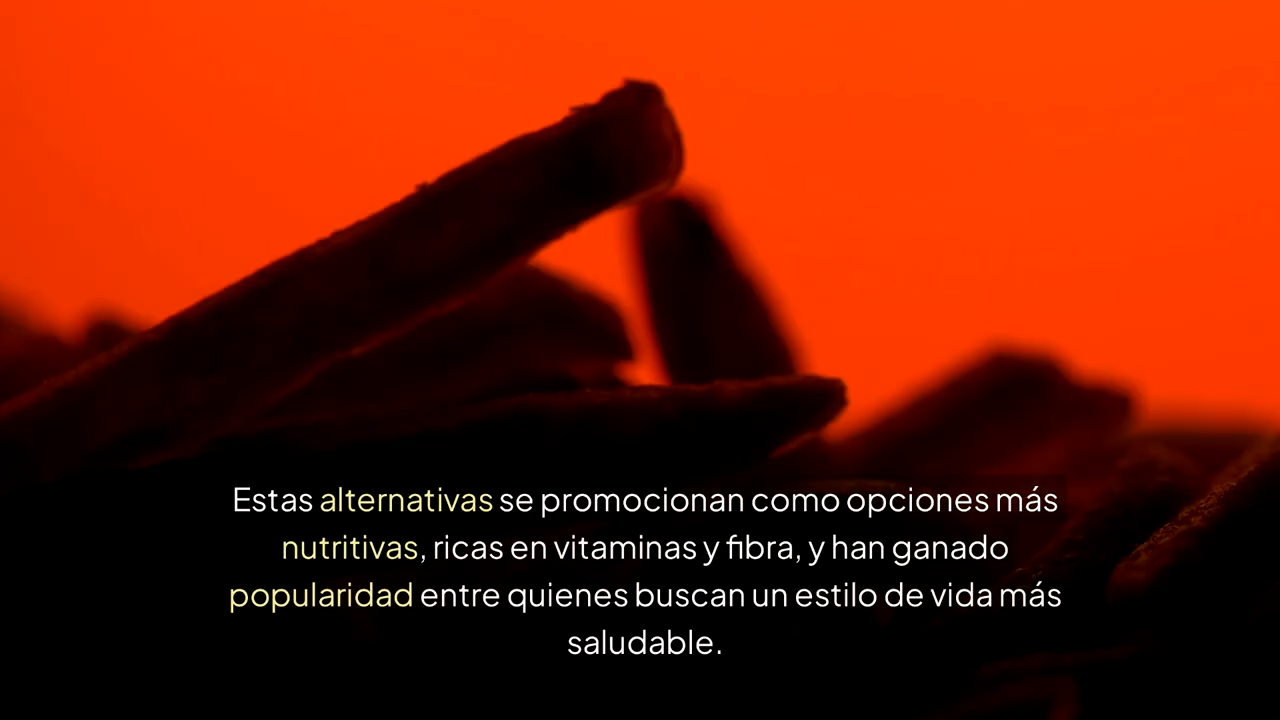 Estas alternativas se promocionan como opciones más
nutritivas, ricas en vitaminas y fibra, y han ganado
popularidad entre quienes buscan un estilo de vida más
saludable.